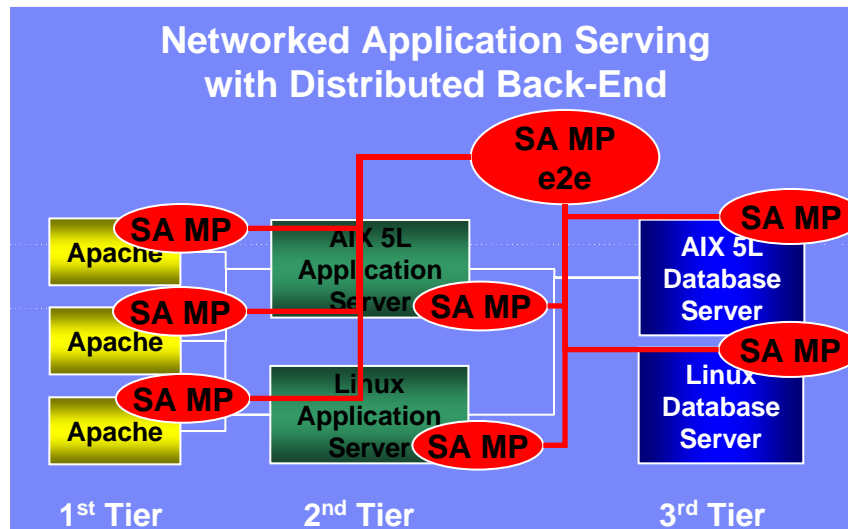 Networked Application Serving
with Distributed Back-End
SA MP
e2e
SA MP
Apache
SA MP
Apache
SA MP
Apache
AIX 5L
Application
Server
SA MP
Linux
Application
Server
SA MP
SA MP
AIX 5L
Database
Server
SA MP
Linux
Database
Server
1st Tier
2nd Tier
3rd Tier